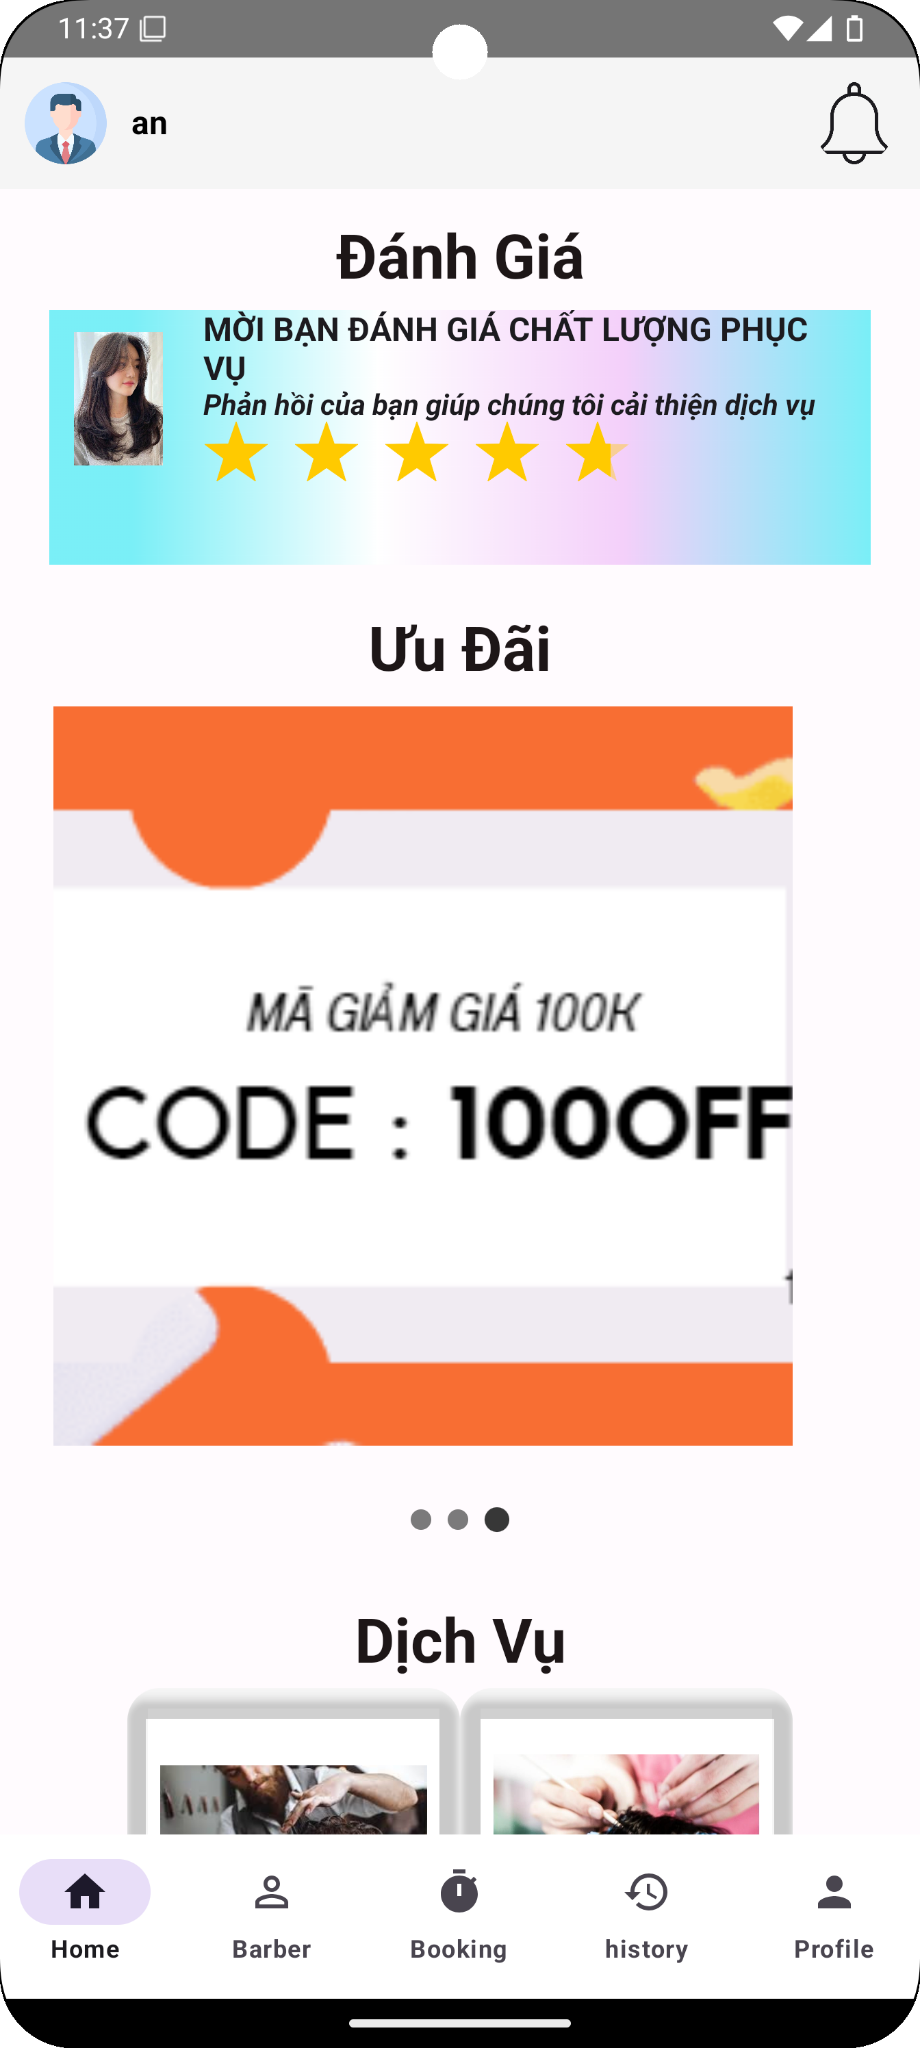 11:37
an
Đánh Giá
MỜI BẠN ĐÁNH GIÁ CHẤT LƯỢNG PHỤC
VỤ
Phản hồi của bạn giúp chúng tôi cải thiện dịch vụ
Ưu Đãi
MÃ GIẢM GIÁ 100K
CODE : 100OFF
Dịch Vụ
Home
Barber
Booking
history
Profile